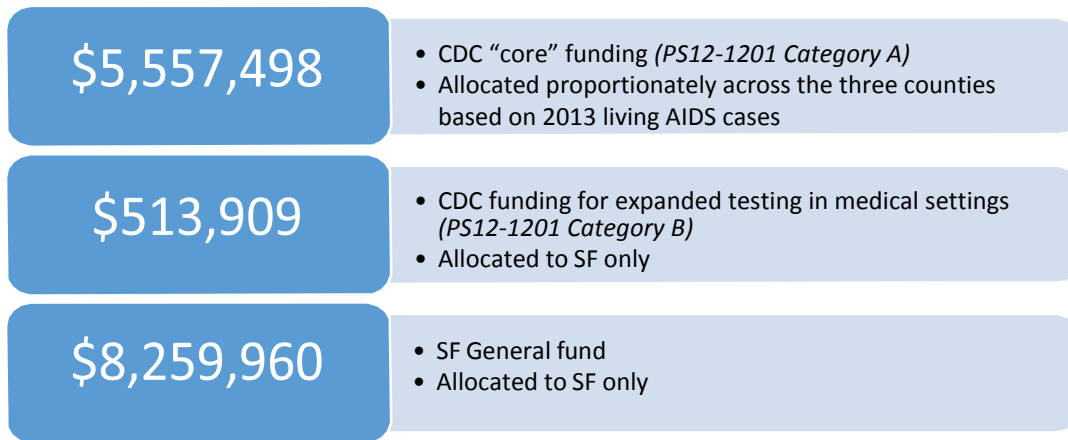 $5,557,498
• CDC “core” funding (PS12-1201 Category A)
• Allocated proportionately across the three counties
based on 2013 living AIDS cases
$513,909
• CDC funding for expanded testing in medical settings
(PS12-1201 Category B)
• Allocated to SF only
$8,259,960
• SF General fund
• Allocated to SF only